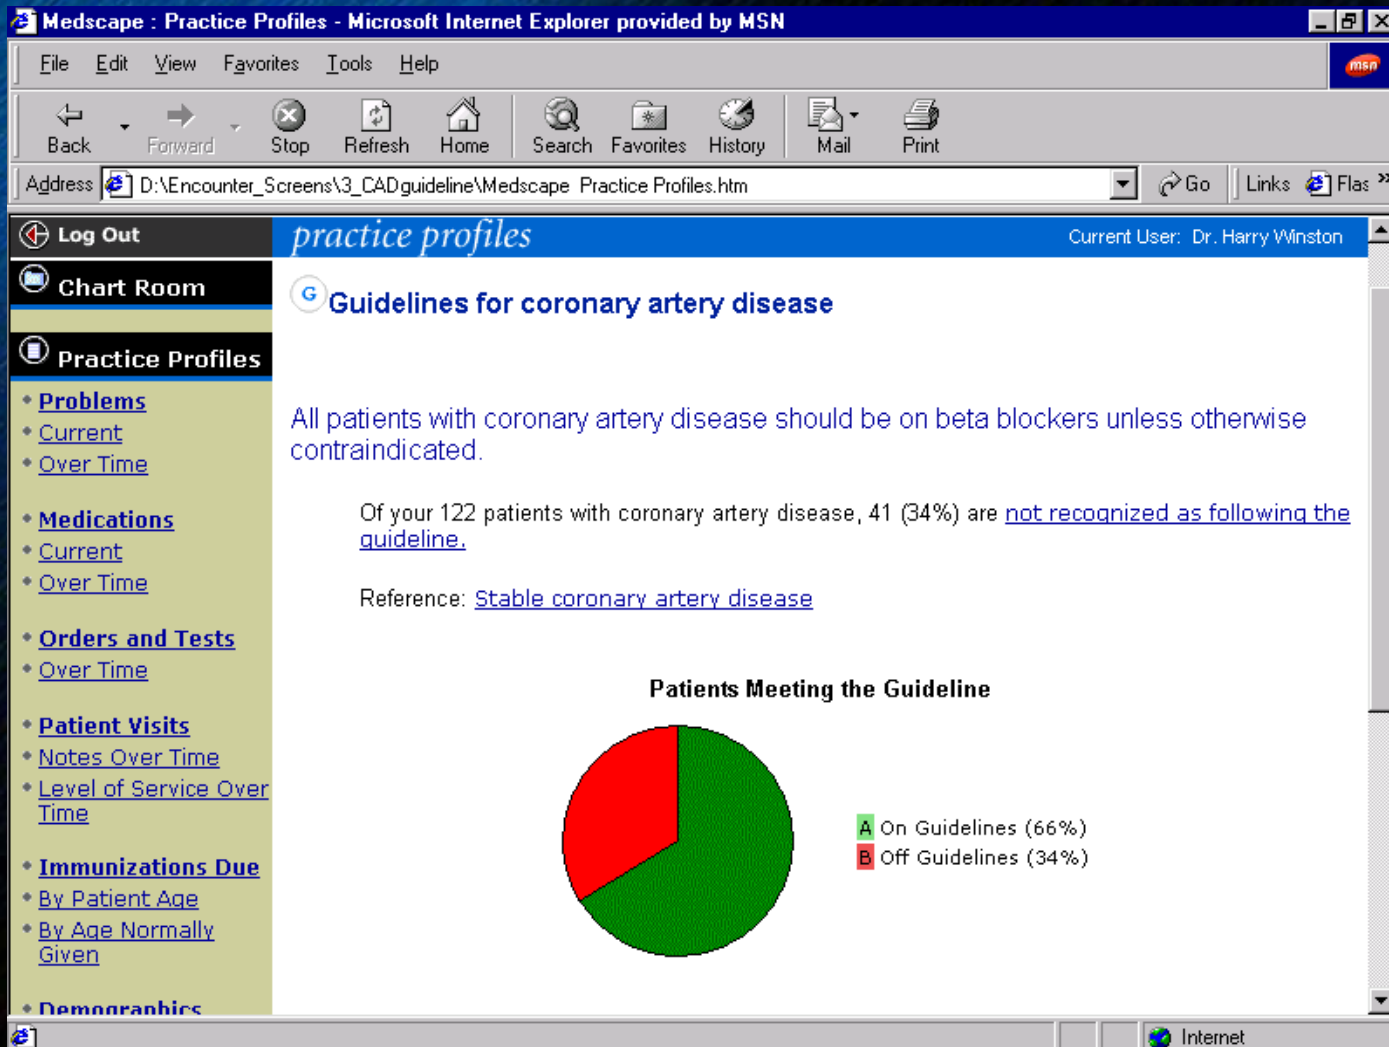 Medscape : Practice Profiles - Microsoft Internet Explorer provided by MSN
File Edit View Favorites Tools Help
msn
Back Forward Stop Refresh Home Search Favorites History Mail Print
Address D:\Encounter_Screens\3_CADguideline\Medscape Practice Profiles.htm Go Links Flas »
Log Out
practice profiles
Current User: Dr. Harry Winston
Chart Room
Practice Profiles
Problems
Current
Over Time
Medications
Current
Over Time
Orders and Tests
Over Time
Patient Visits
Notes Over Time
Level of Service Over
Time
Immunizations Due
By Patient Age
By Age Normally
Given
Demographics
G Guidelines for coronary artery disease
All patients with coronary artery disease should be on beta blockers unless otherwise
contraindicated.
Of your 122 patients with coronary artery disease, 41 (34%) are not recognized as following the
guideline.
Reference: Stable coronary artery disease
Patients Meeting the Guideline
A On Guidelines (66%)
B Off Guidelines (34%)
Internet